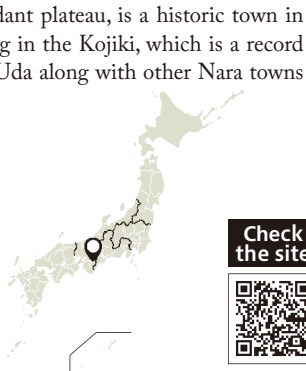 dant plateau, is a historic town in
g in the Kojiki, which is a record
Uda along with other Nara towns
Check
the site